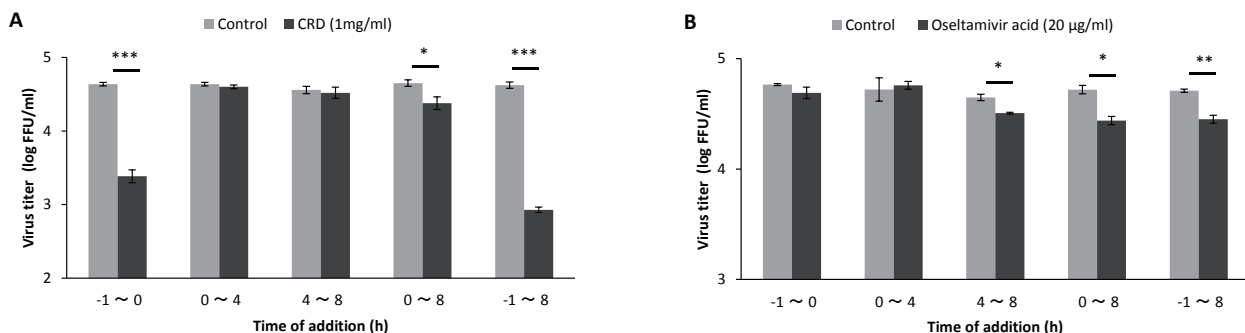 A
Control CRD (1mg/ml)
*** * ***
5
4
3
2
Virus titer (log FFU/ml)
-1 ~ 0 0 ~ 4 4 ~ 8 0 ~ 8 -1 ~ 8
Time of addition (h)
B
Control Oseltamivir acid (20 µg/ml)
* * **
5
4
3
Virus titer (log FFU/ml)
-1 ~ 0 0 ~ 4 4 ~ 8 0 ~ 8 -1 ~ 8
Time of addition (h)